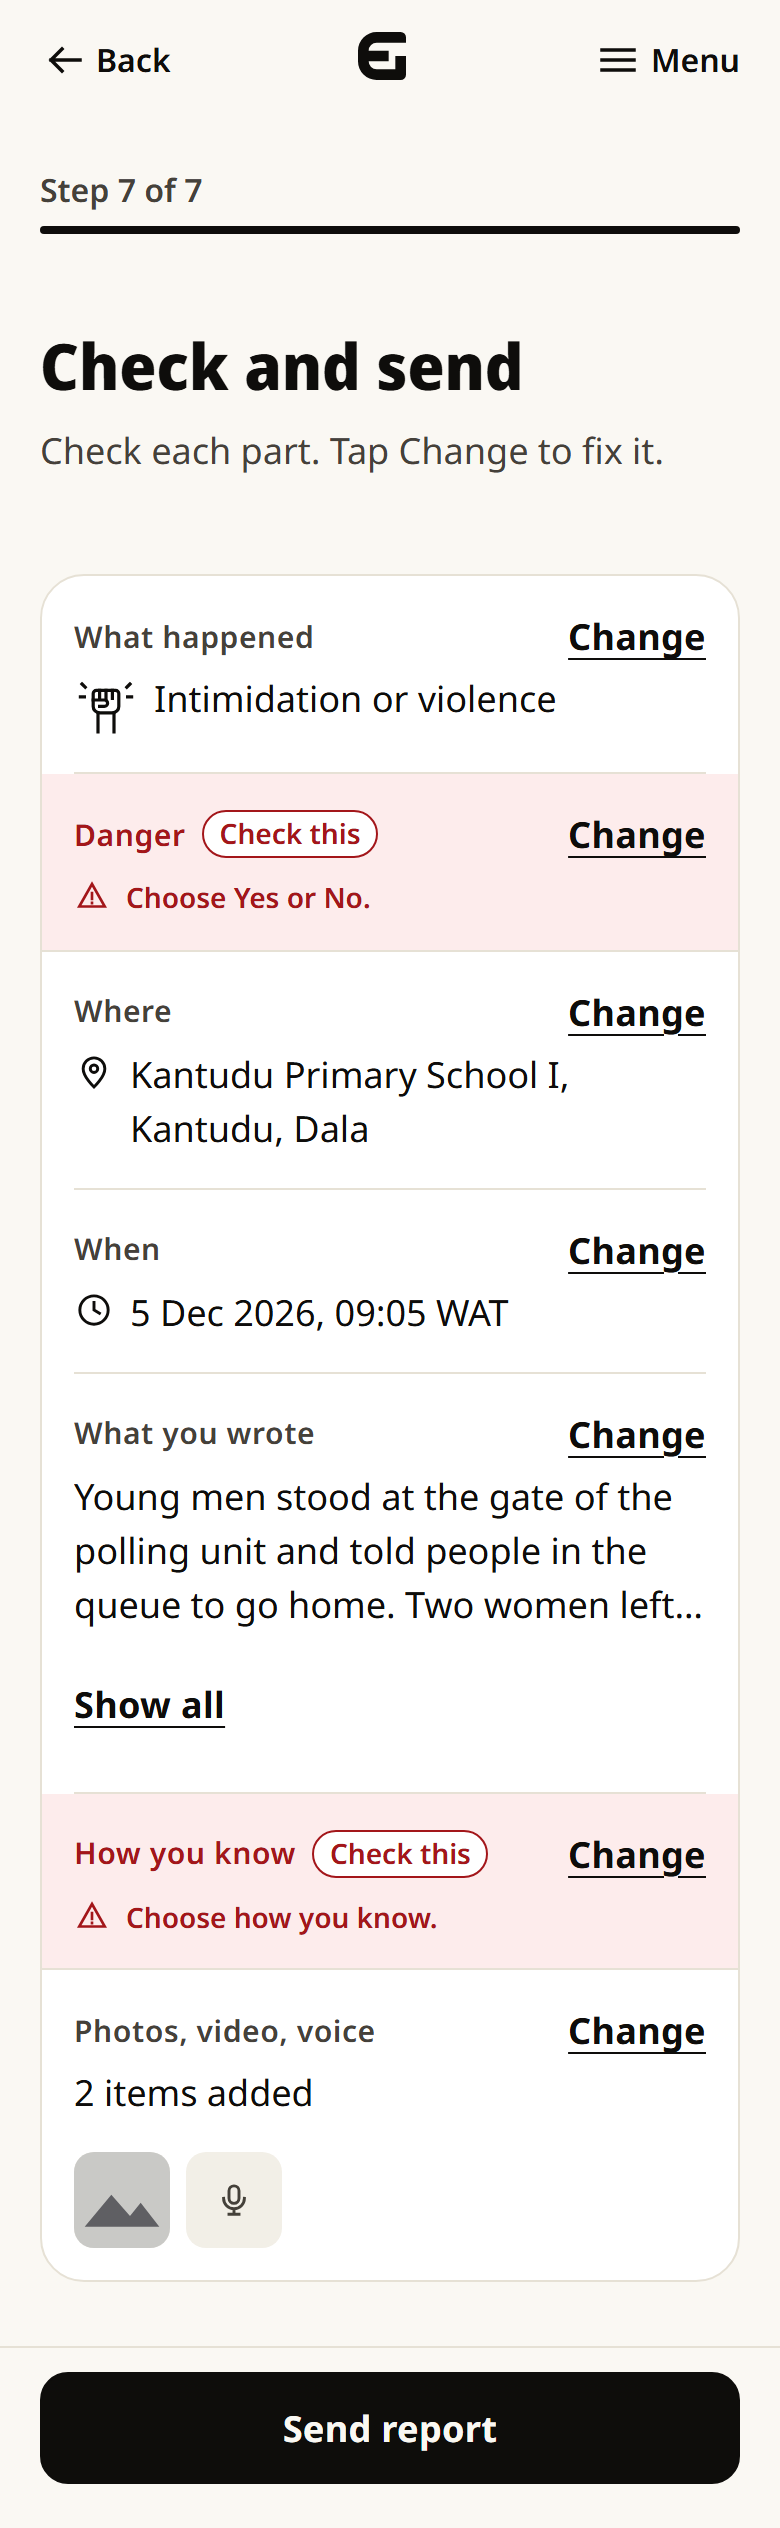 Back
Menu
Step 7 of 7
Check and send
Check each part. Tap Change to fix it.
What happened
Change
Intimidation or violence
Danger
Check this
Change
Choose Yes or No.
Where
Change
Kantudu Primary School I,
Kantudu, Dala
When
Change
5 Dec 2026, 09:05 WAT
What you wrote
Change
Young men stood at the gate of the
polling unit and told people in the
queue to go home. Two women left...
Show all
How you know
Check this
Change
Choose how you know.
Photos, video, voice
Change
2 items added
Send report